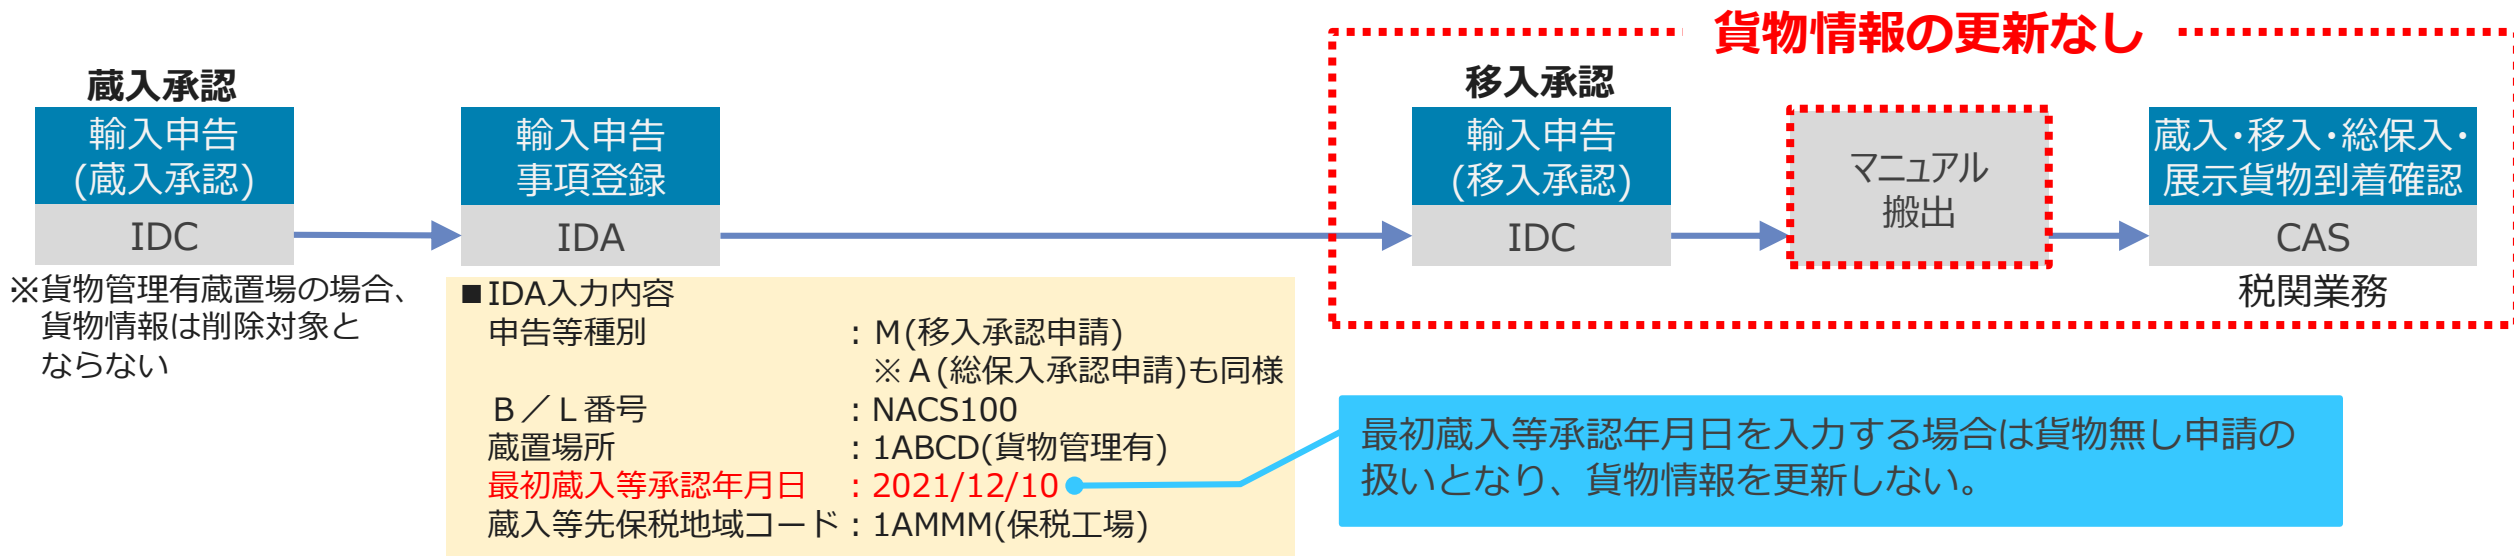 貨物情報の更新なし
蔵入承認
輸入申告
(蔵入承認)
IDC
※貨物管理有蔵置場の場合、
貨物情報は削除対象と
ならない
輸入申告
事項登録
IDA
移入承認
輸入申告
(移入承認)
IDC
マニュアル
搬出
蔵入・移入・総保入・
展示貨物到着確認
CAS
税関業務
■IDA入力内容
申告等種別 ：M(移入承認申請)
※A(総保入承認申請)も同様
B／L番号 ：NACS100
蔵置場所 ：1ABCD(貨物管理有)
最初蔵入等承認年月日 ：2021/12/10
蔵入等先保税地域コード：1AMMM(保税工場)
最初蔵入等承認年月日を入力する場合は貨物無し申請の
扱いとなり、貨物情報を更新しない。